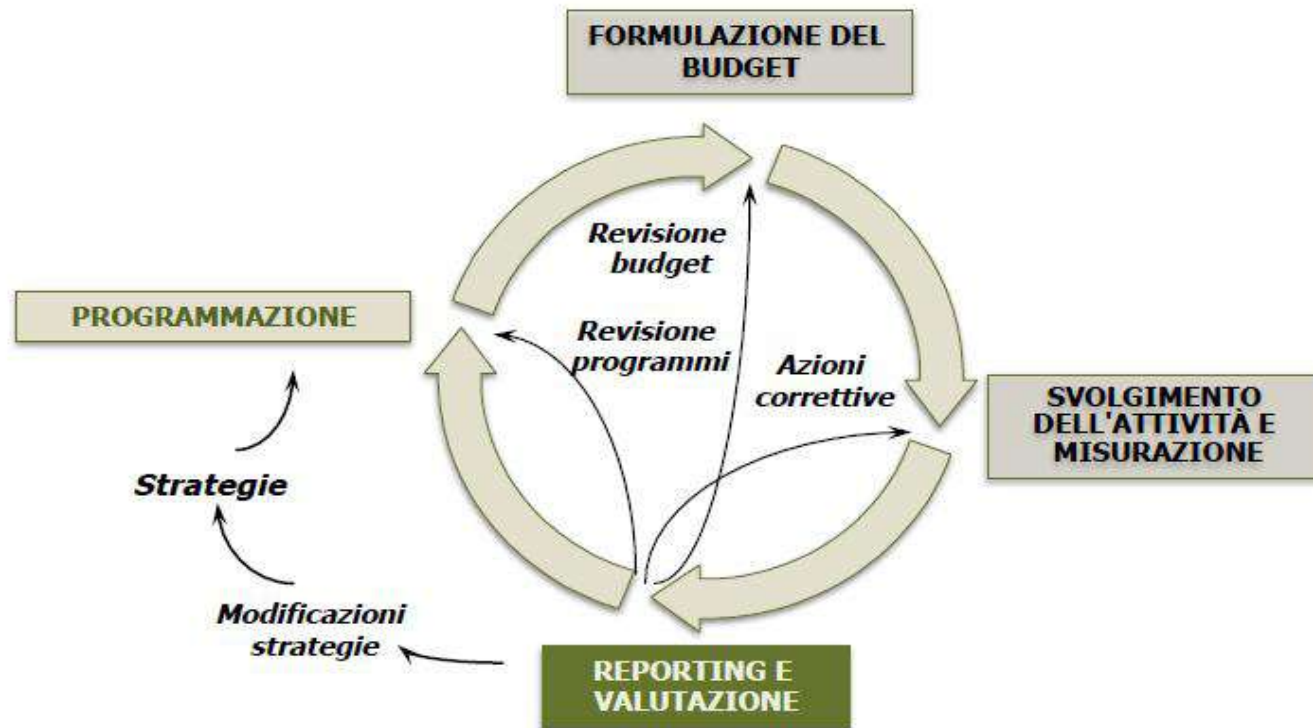 FORMULAZIONE DEL
BUDGET
Revisione
budget
PROGRAMMAZIONE
Revisione
programmi
Azioni
correttive
SVOLGIMENTO
DELL'ATTIVITÀ E
MISURAZIONE
Strategie
Modificazioni
strategie
REPORTING E
VALUTAZIONE